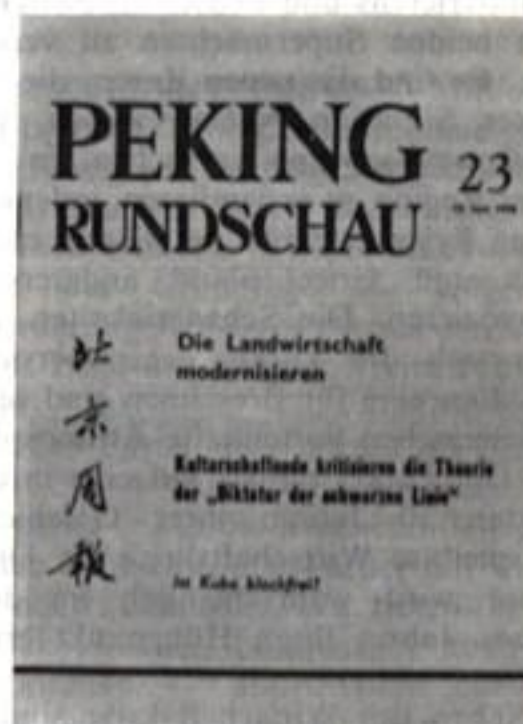 PEKING
RUNDSCHAU
23
北
京
周
报
Die Landwirtschaft
modernisieren
Kulturschaffende kritisieren die Theorie
der „Diktatur der schwarzen Linie“
Ist Kuba blockfrei?